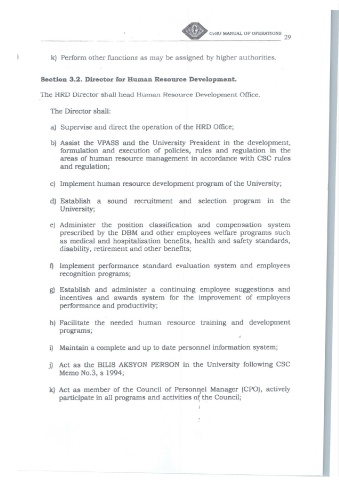 CvSU MANUAL OF OPERATIONS 29
k) Perform other functions as may be assigned by higher authorities.
Section 3.2. Director for Human Resource Development.
The HRD Director shall head Human Resource Development Office.
The Director shall:
a) Supervise and direct the operation of the HRD Office;
b) Assist the VPASS and the University President in the development,
formulation and execution of policies, rules and regulation in the
areas of human resource management in accordance with CSC rules
and regulation;
c) Implement human resource development program of the University;
d) Establish a sound recruitment and selection program in the
University;
e) Administer the position classification and compensation system
prescribed by the DBM and other employees welfare programs such
as medical and hospitalization benefits, health and safety standards,
disability, retirement and other benefits;
f) Implement performance standard evaluation system and employees
recognition programs;
g) Establish and administer a continuing employee suggestions and
incentives and awards system for the improvement of employees
performance and productivity;
h) Facilitate the needed human resource training and development
programs;
i) Maintain a complete and up to date personnel information system;
j) Act as the BILIS AKSYON PERSON in the University following CSC
Memo No.3, s 1994;
k) Act as member of the Council of Personnel Manager (CPO), actively
participate in all programs and activities of the Council;